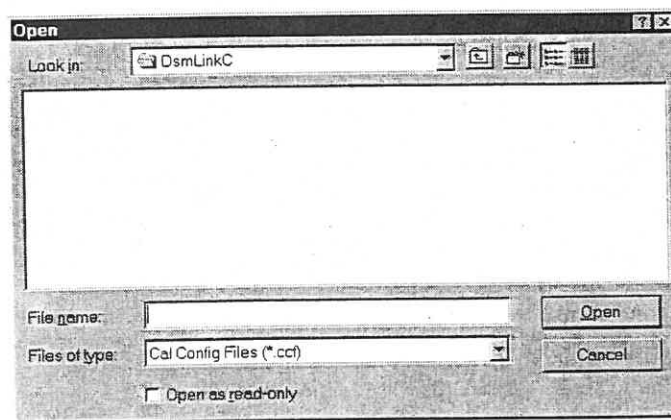 Open
Look in: DsmLinkC
File name: Open
Files of type: Cal Config Files (*.ccf) Cancel
Open as read-only